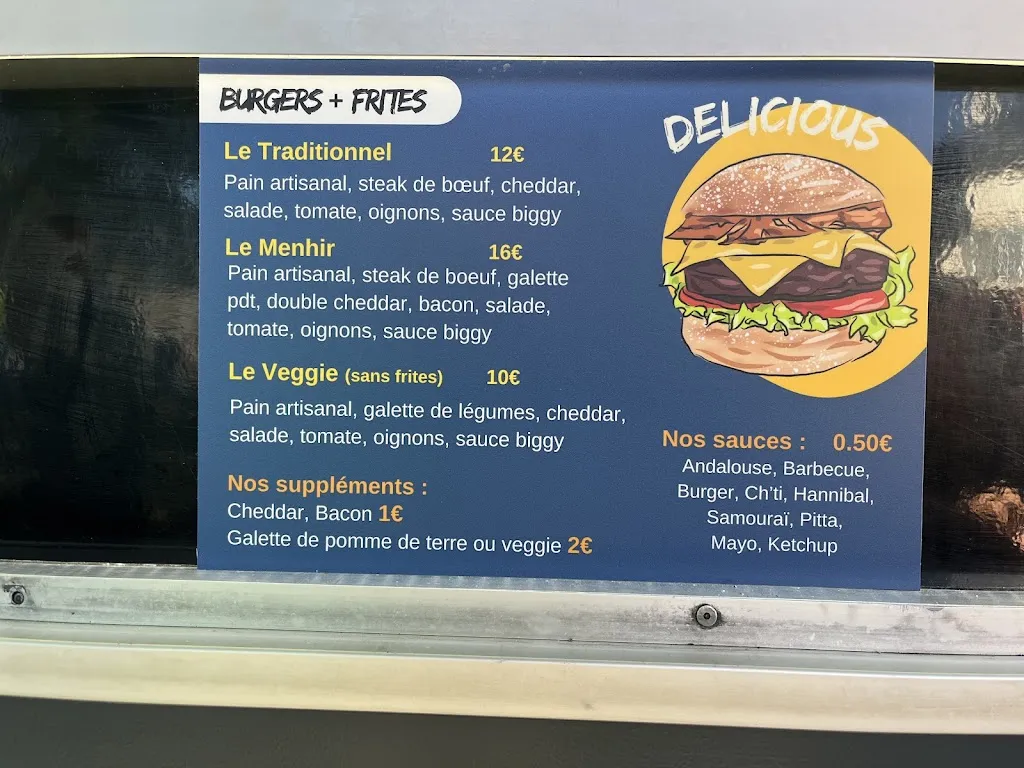 BURGERS + FRITES
Le Traditionnel 12€
Pain artisanal, steak de bœuf, cheddar,
salade, tomate, oignons, sauce biggy
Le Menhir 16€
Pain artisanal, steak de boeuf, galette
pdt, double cheddar, bacon, salade,
tomate, oignons, sauce biggy
Le Veggie (sans frites) 10€
Pain artisanal, galette de légumes, cheddar,
salade, tomate, oignons, sauce biggy
Nos suppléments :
Cheddar, Bacon 1€
Galette de pomme de terre ou veggie 2€
DELICIOUS
Nos sauces : 0.50€
Andalouse, Barbecue,
Burger, Ch'ti, Hannibal,
Samouraï, Pitta,
Mayo, Ketchup